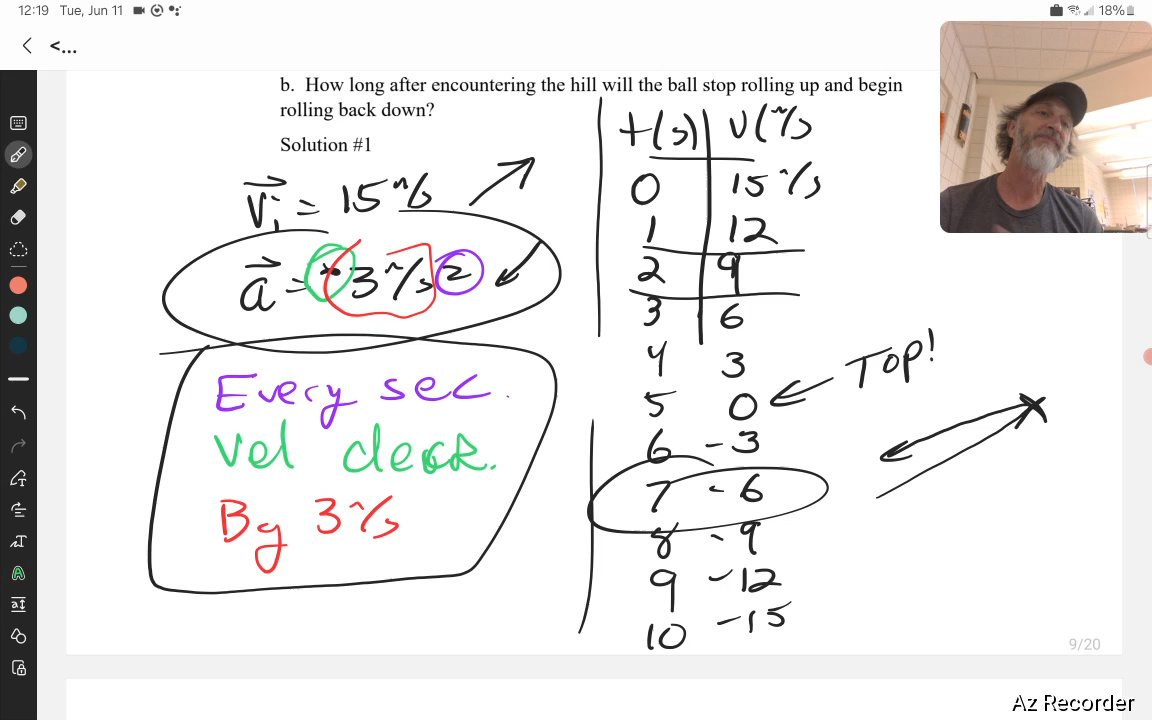 12:19 Tue, Jun 11
18%
<...
b. How long after encountering the hill will the ball stop rolling up and begin
rolling back down?
Solution #1
Vi = 15 m/s
a = -3 m/s2
Every sec.
Vel decr.
By 3 m/s
t(s) V(m/s
0 15 m/s
1 12
2 9
3 6
4 3
5 0
TOP!
6 -3
7 -6
8 -9
9 -12
10 -15
9/20
Az Recorder